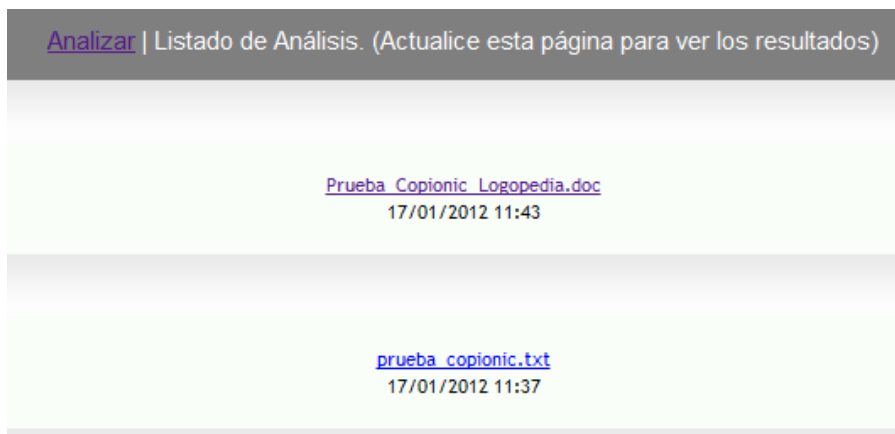 Analizar | Listado de Análisis. (Actualice esta página para ver los resultados)
Prueba_Copionic_Logopedia.doc
17/01/2012 11:43
prueba_copionic.txt
17/01/2012 11:37